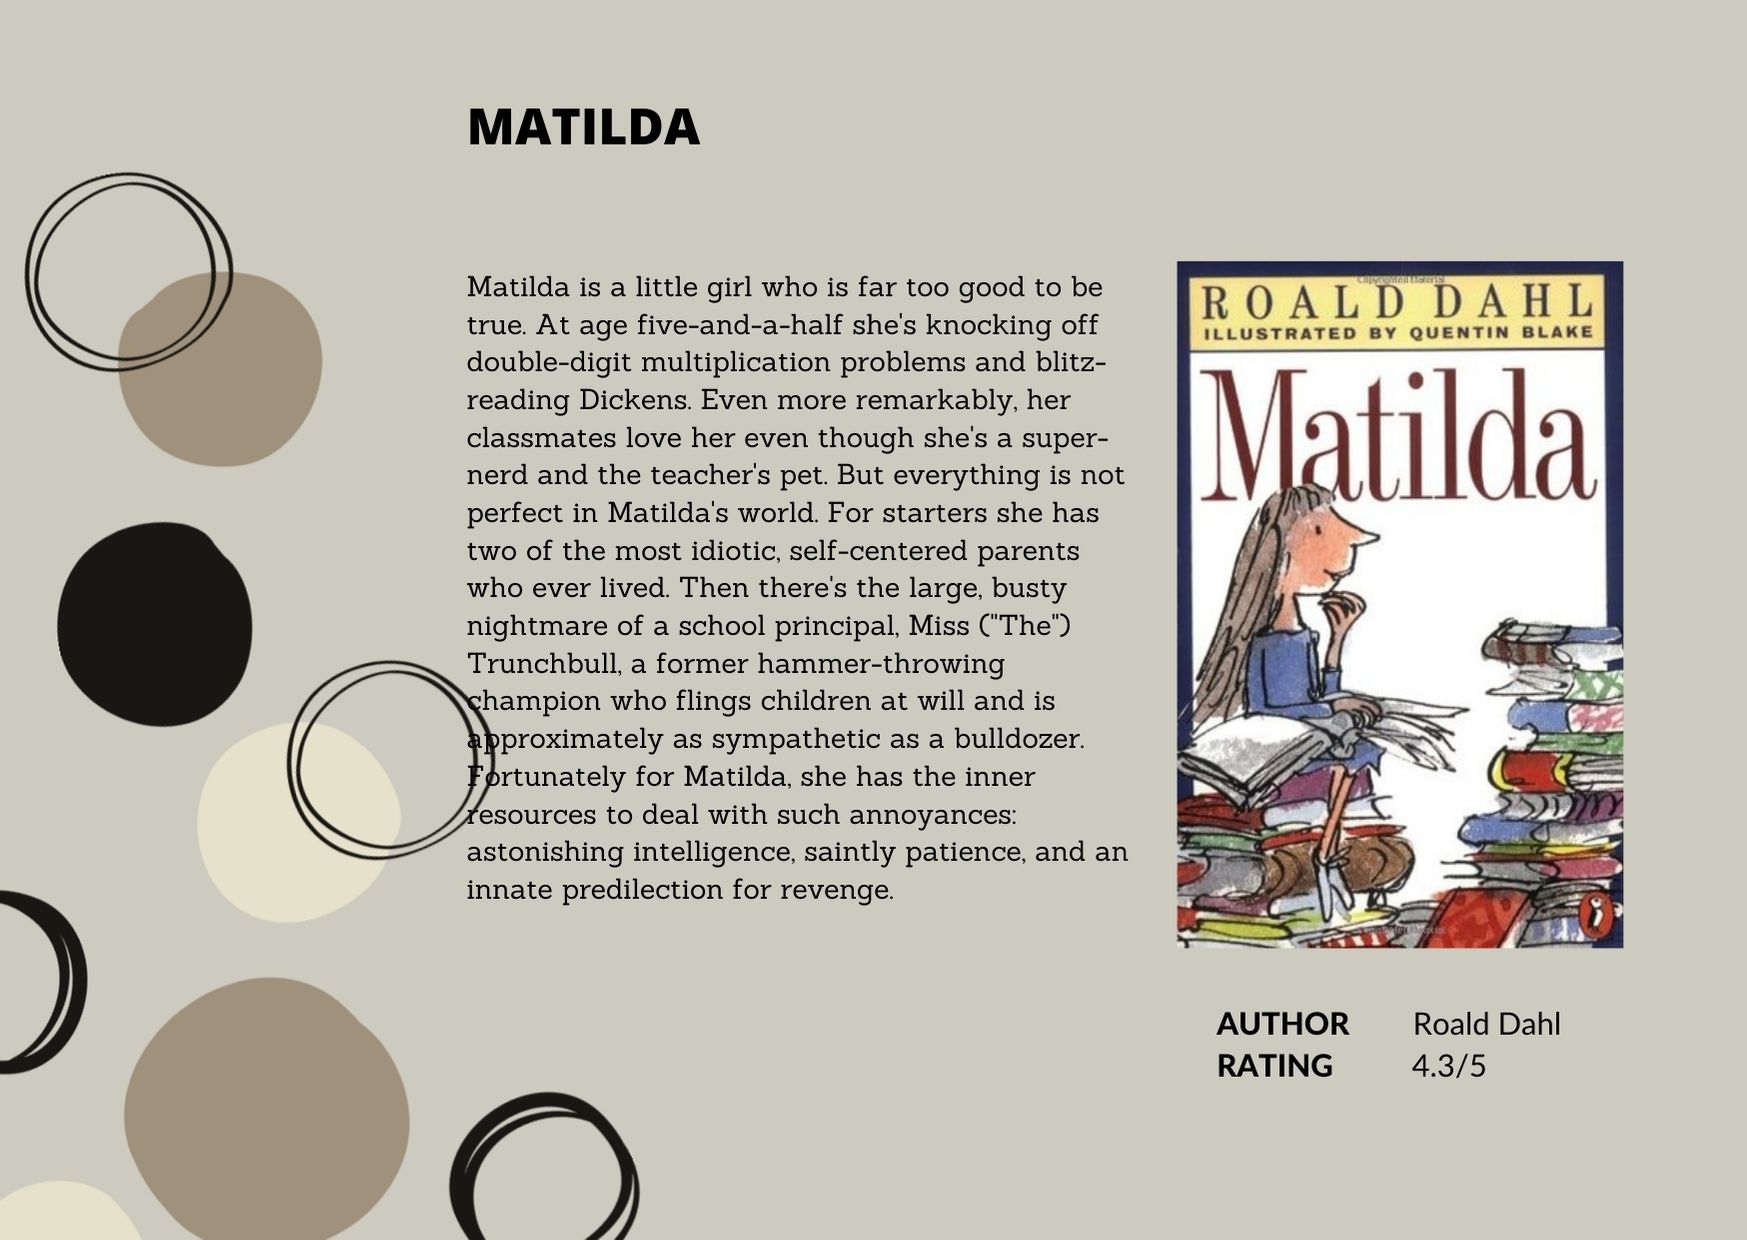 MATILDA
Matilda is a little girl who is far too good to be
true. At age five-and-a-half she's knocking off
double-digit multiplication problems and blitz-
reading Dickens. Even more remarkably, her
classmates love her even though she's a super-
nerd and the teacher's pet. But everything is not
perfect in Matilda's world. For starters she has
two of the most idiotic, self-centered parents
who ever lived. Then there's the large, busty
nightmare of a school principal, Miss ("The")
Trunchbull, a former hammer-throwing
champion who flings children at will and is
approximately as sympathetic as a bulldozer.
Fortunately for Matilda, she has the inner
resources to deal with such annoyances:
astonishing intelligence, saintly patience, and an
innate predilection for revenge.
Copyrighted Material
ROALD DAHL
ILLUSTRATED BY QUENTIN BLAKE
Matilda
AUTHOR Roald Dahl
RATING 4.3/5